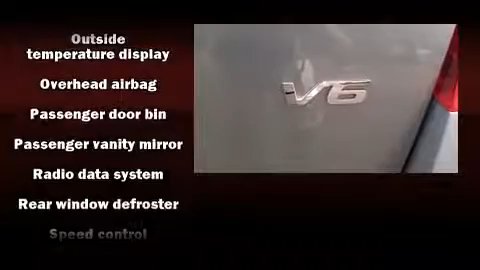 Outside
temperature display
Overhead airbag
Passenger door bin
Passenger vanity mirror
Radio data system
Rear window defroster
Speed control
V6